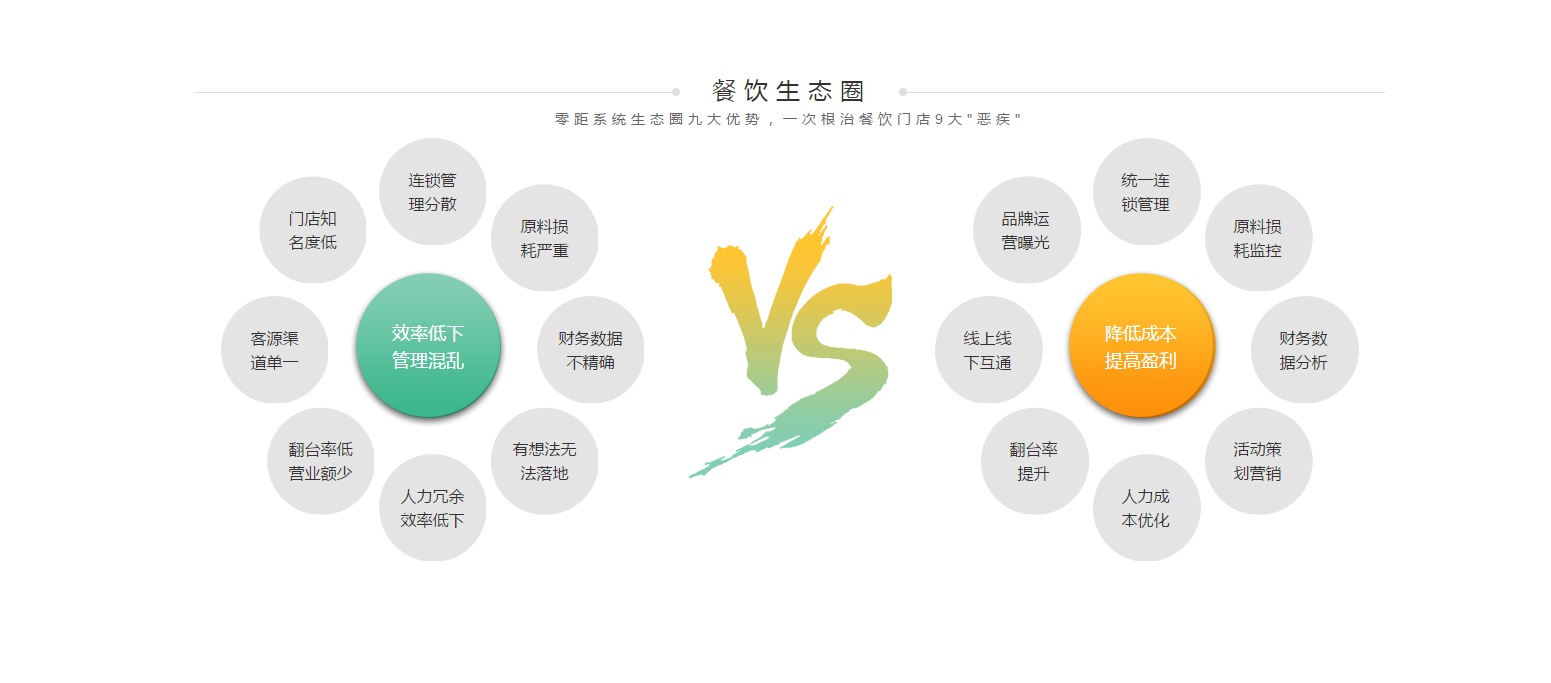 餐饮生态圈
零距系统生态圈九大优势，一次根治餐饮门店9大"恶疾"
连锁管
理分散
门店知
名度低
原料损
耗严重
客源渠
道单一
效率低下
管理混乱
财务数据
不精确
翻台率低
营业额少
有想法无
法落地
人力冗余
效率低下
VS
统一连
锁管理
品牌运
营曝光
原料损
耗监控
线上线
下互通
降低成本
提高盈利
财务数
据分析
翻台率
提升
活动策
划营销
人力成
本优化